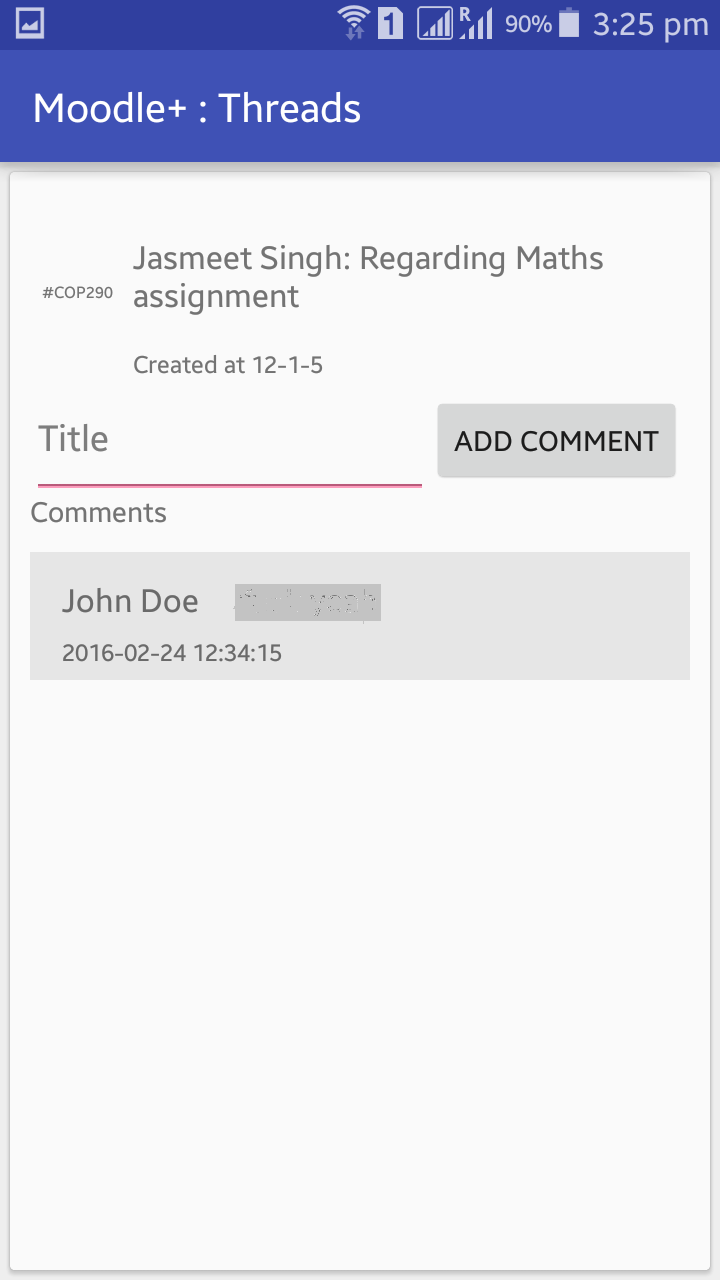 R 90% 3:25 pm
1
Moodle+ : Threads
#COP290
Jasmeet Singh: Regarding Maths
assignment
Created at 12-1-5
Title
ADD COMMENT
Comments
John Doe
2016-02-24 12:34:15